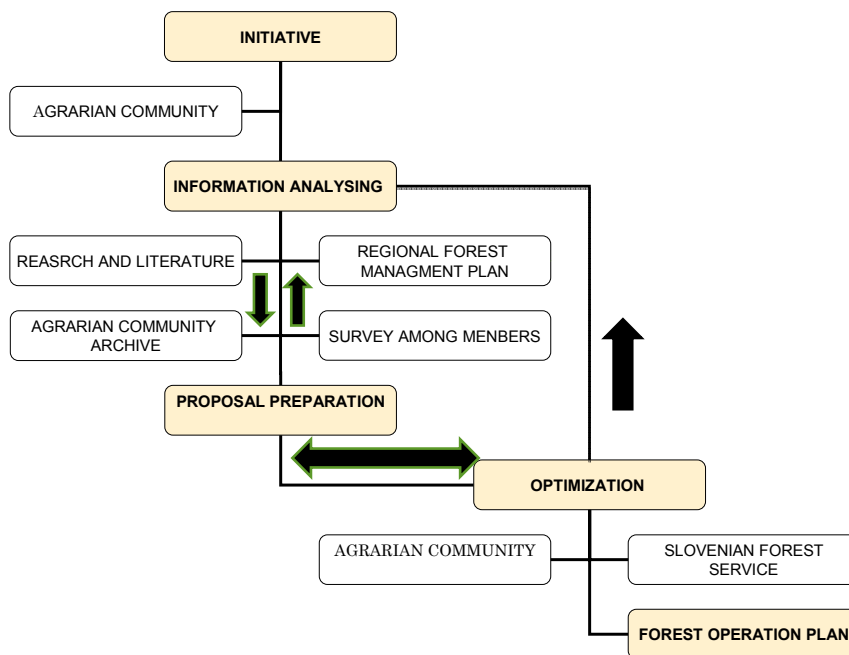 INITIATIVE
AGRARIAN COMMUNITY
INFORMATION ANALYSING
REASRCH AND LITERATURE
REGIONAL FOREST
MANAGMENT PLAN
AGRARIAN COMMUNITY
ARCHIVE
SURVEY AMONG MENBERS
PROPOSAL PREPARATION
OPTIMIZATION
AGRARIAN COMMUNITY
SLOVENIAN FOREST
SERVICE
FOREST OPERATION PLAN